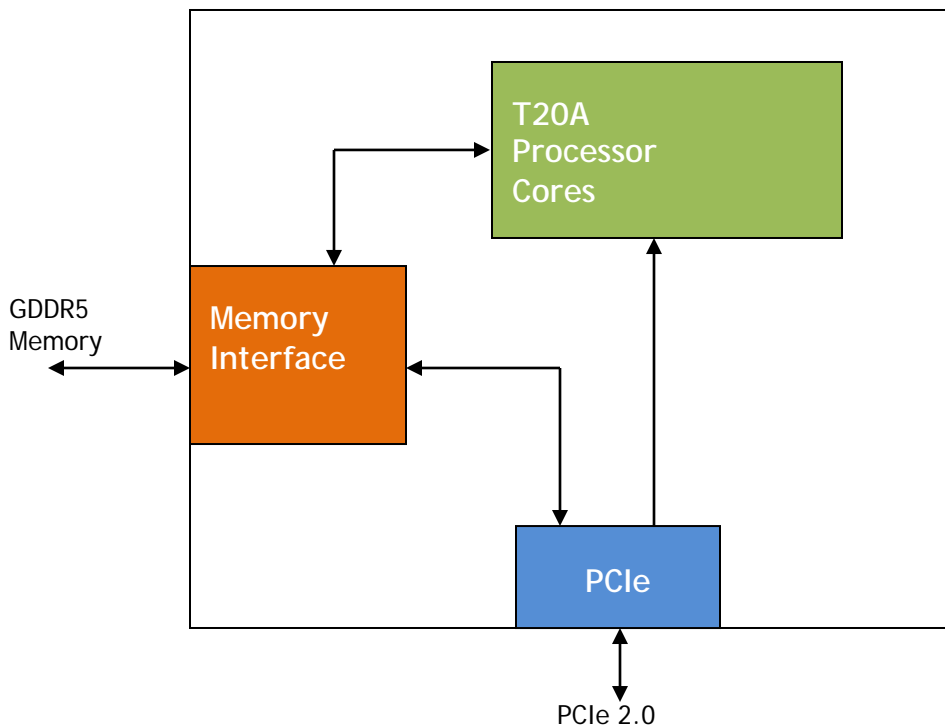 T20A
Processor
Cores
GDDR5
Memory
Memory
Interface
PCIe
PCIe 2.0